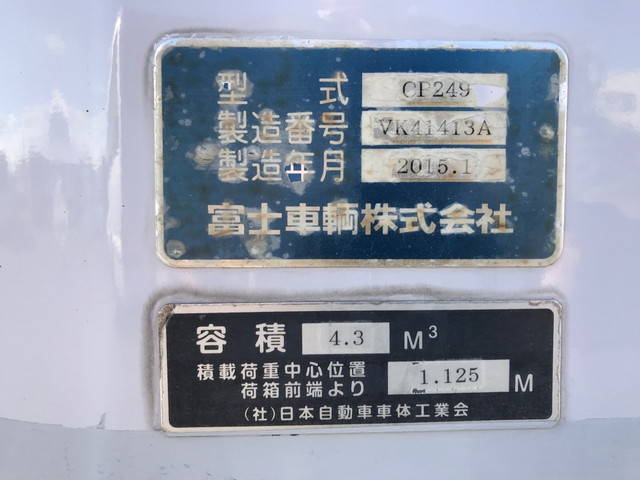 型 式 CP249
製造番号 VK41413A
製造年月 2015.1
富士車輌株式会社
容積 4.3 M³
積載荷重中心位置
荷箱前端より 1.125 M
(社)日本自動車車体工業会